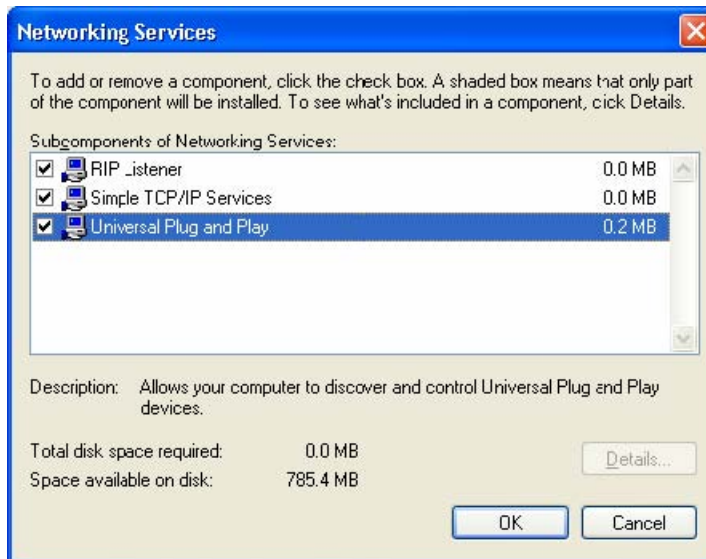 Networking Services
To add or remove a component, click the check box. A shaded box means that only part
of the component will be installed. To see what's included in a component, cick Details.
Subcomponents of Networking Services:
RIP Listener 0.0 MB
Simple TCP/IP Services 0.0 MB
Universal Plug and Play 0.2 MB
Description: Allows your computer to discover and control Universal Plug and Play
devices.
Total disk space required: 0.0 MB
Details...
Space available on disk: 785.4 MB
OK Cancel